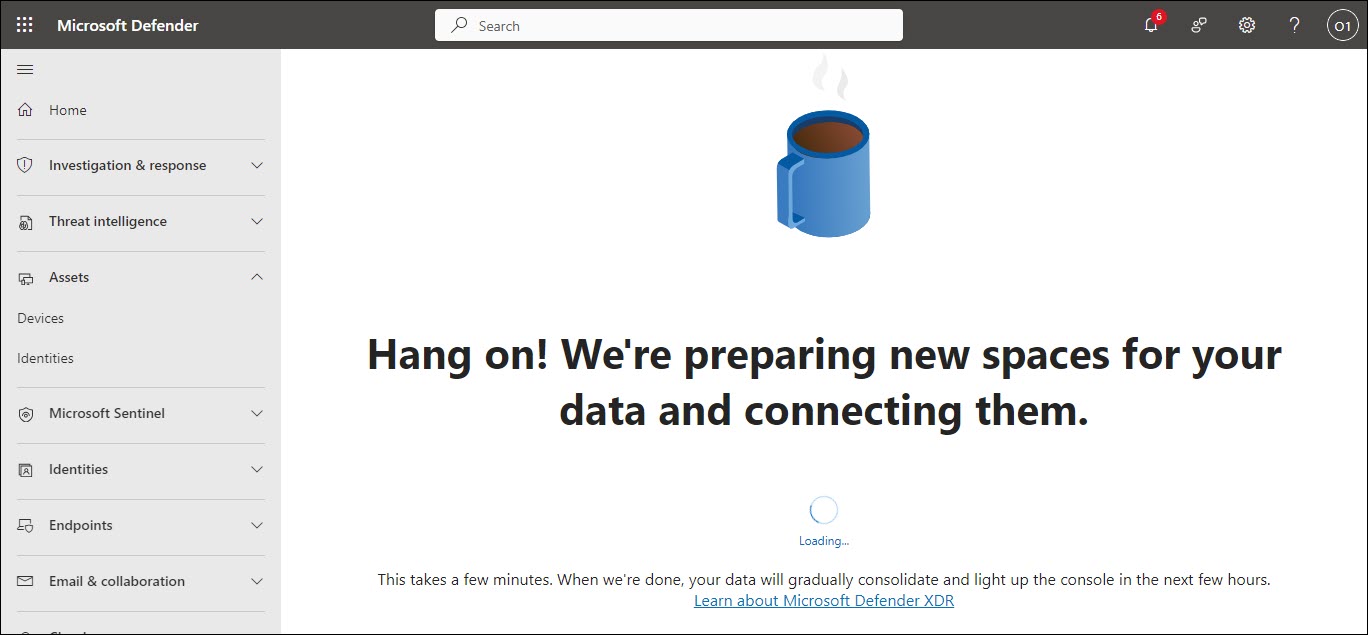 Microsoft Defender
Search
6
O1
Home
Investigation & response
Threat intelligence
Assets
Devices
Identities
Microsoft Sentinel
Identities
Endpoints
Email & collaboration
Hang on! We're preparing new spaces for your
data and connecting them.
Loading...
This takes a few minutes. When we're done, your data will gradually consolidate and light up the console in the next few hours.
Learn about Microsoft Defender XDR